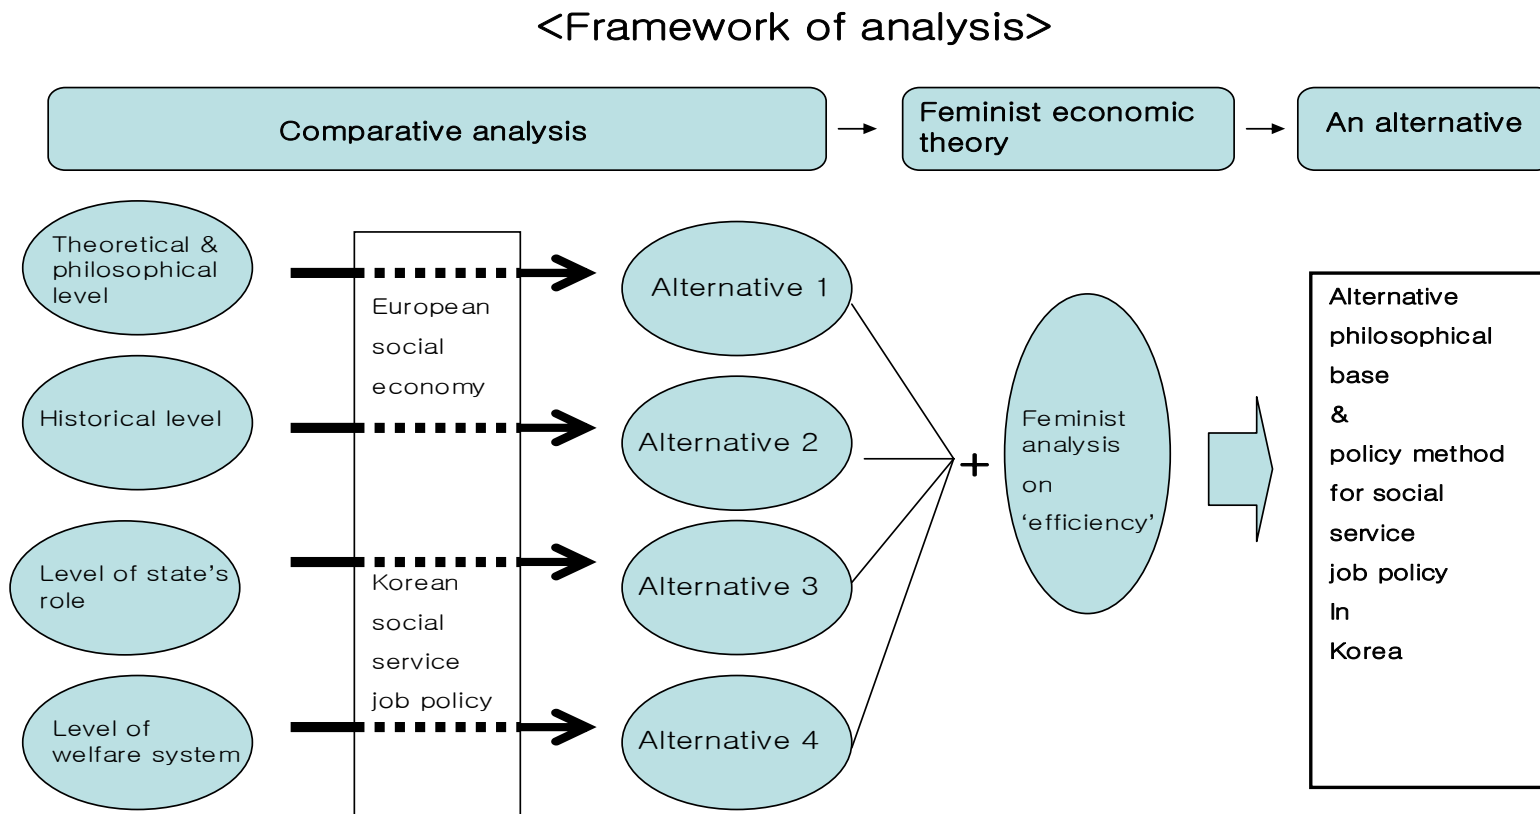 <Framework of analysis>
Comparative analysis
Feminist economic
theory
An alternative
Theoretical &
philosophical
level
Historical level
Level of state's
role
Level of
welfare system
European
social
economy
Korean
social
service
job policy
Alternative 1
Alternative 2
Alternative 3
Alternative 4
+
Feminist
analysis
on
‘efficiency’
Alternative
philosophical
base
&
policy method
for social
service
job policy
In
Korea